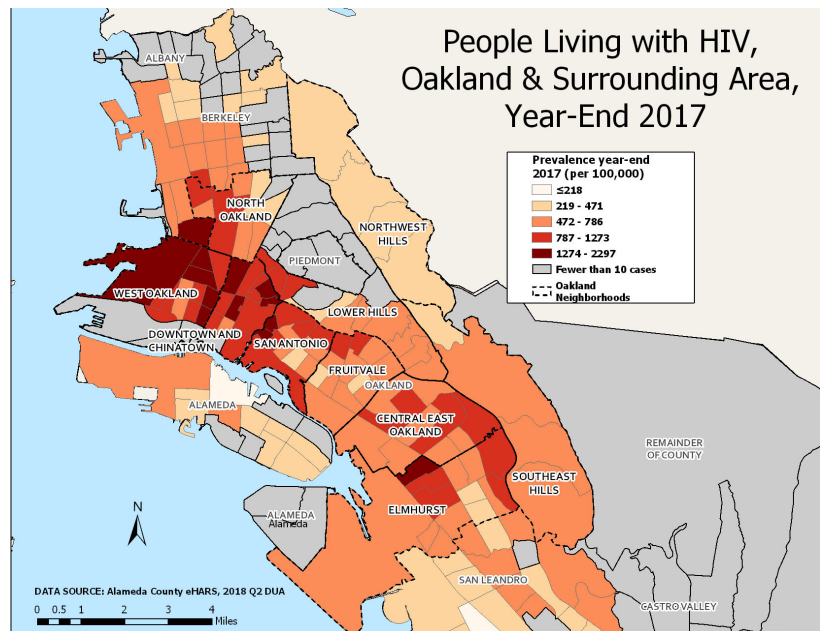 People Living with HIV,
Oakland & Surrounding Area,
Year-End 2017
Prevalence year-end
2017 (per 100,000)
≤218
219 - 471
472 - 786
787 - 1273
1274 - 2297
Fewer than 10 cases
Oakland
Neighborhoods
ALBANY
BERKELEY
NORTH
OAKLAND
NORTHWEST
HILLS
PIEDMONT
WEST OAKLAND
LOWER HILLS
DOWNTOWN AND
CHINATOWN
SAN ANTONIO
FRUITVALE
OAKLAND
ALAMEDA
CENTRAL EAST
OAKLAND
REMAINDER
OF COUNTY
SOUTHEAST
HILLS
ELMHURST
ALAMEDA
Alameda
N
SAN LEANDRO
CASTRO VALLEY
DATA SOURCE: Alameda County eHARS, 2018 Q2 DUA
0 0.5 1 2 3 4
Miles